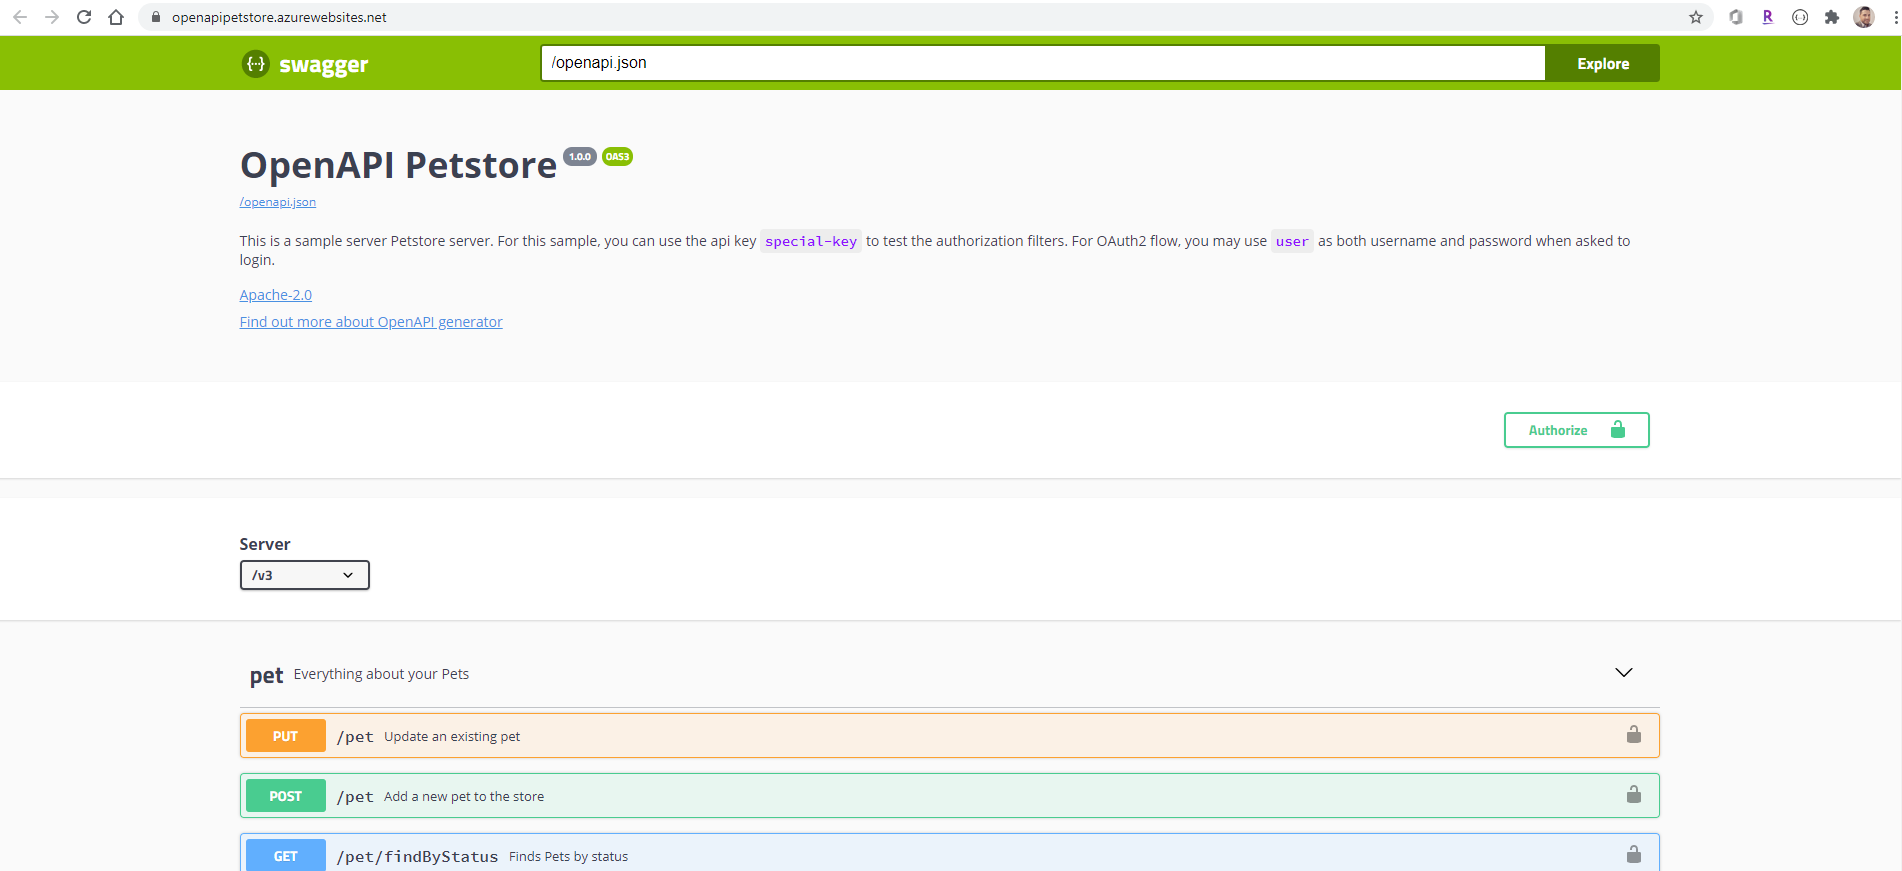 openapipetstore.azurewebsites.net
R
{··} swagger
/openapi.json
Explore
OpenAPI Petstore 1.0.0 OAS3
/openapi.json
This is a sample server Petstore server. For this sample, you can use the api key special-key to test the authorization filters. For OAuth2 flow, you may use user as both username and password when asked to
login.
Apache-2.0
Find out more about OpenAPI generator
Authorize
Server
/v3
pet Everything about your Pets
PUT /pet Update an existing pet
POST /pet Add a new pet to the store
GET /pet/findByStatus Finds Pets by status